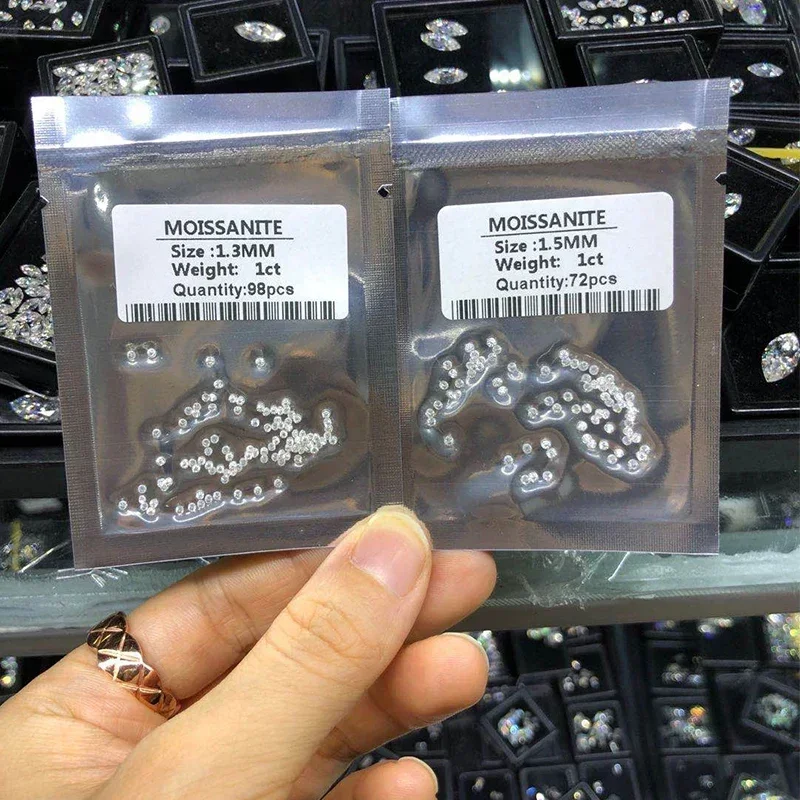 MOISSANITE
Size :1.3MM
Weight: 1ct
Quantity:98pcs
MOISSANITE
Size :1.5MM
Weight: 1ct
Quantity:72pcs